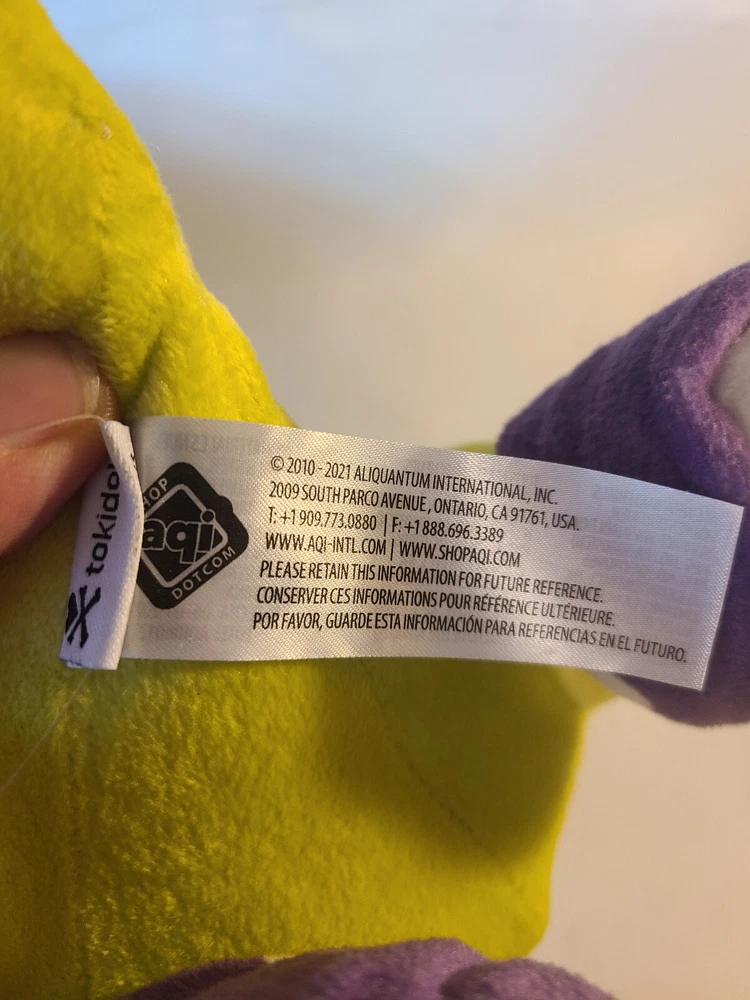 tokido
SHOP
aqi
DOTCOM
© 2010 - 2021 ALIQUANTUM INTERNATIONAL, INC.
2009 SOUTH PARCO AVENUE, ONTARIO, CA 91761, USA.
T: +1 909.773.0880 | F: +1 888.696.3389
WWW.AQI-INTL.COM | WWW.SHOPAQI.COM
PLEASE RETAIN THIS INFORMATION FOR FUTURE REFERENCE.
CONSERVER CES INFORMATIONS POUR RÉFÉRENCE ULTÉRIEURE.
POR FAVOR, GUARDE ESTA INFORMACIÓN PARA REFERENCIAS EN EL FUTURO.